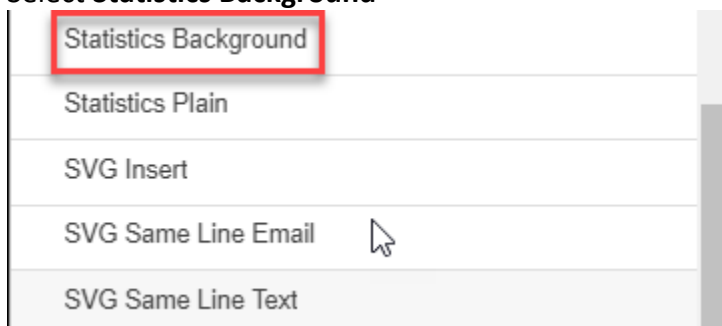 Select Statistics Background
Statistics Background
Statistics Plain
SVG Insert
SVG Same Line Email
SVG Same Line Text